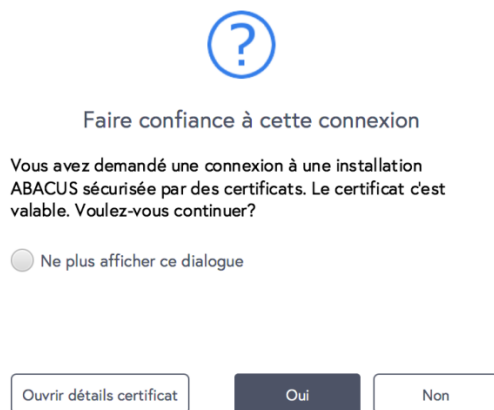 ?
Faire confiance à cette connexion
Vous avez demandé une connexion à une installation
ABACUS sécurisée par des certificats. Le certificat c'est
valable. Voulez-vous continuer?
Ne plus afficher ce dialogue
Ouvrir détails certificat Oui Non